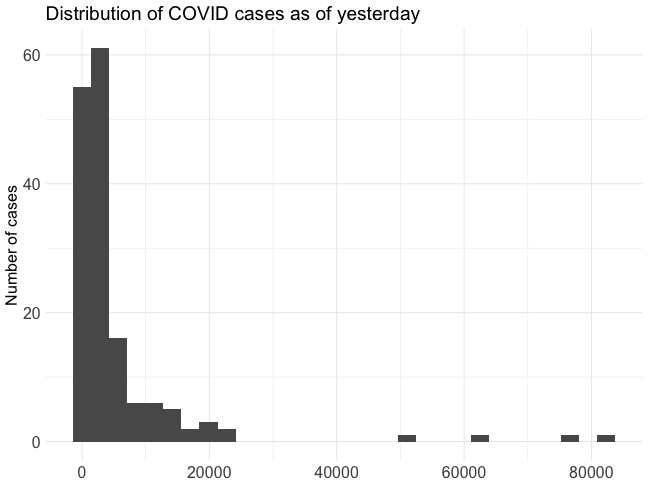 Distribution of COVID cases as of yesterday
Number of cases
60
40
20
0
0 20000 40000 60000 80000